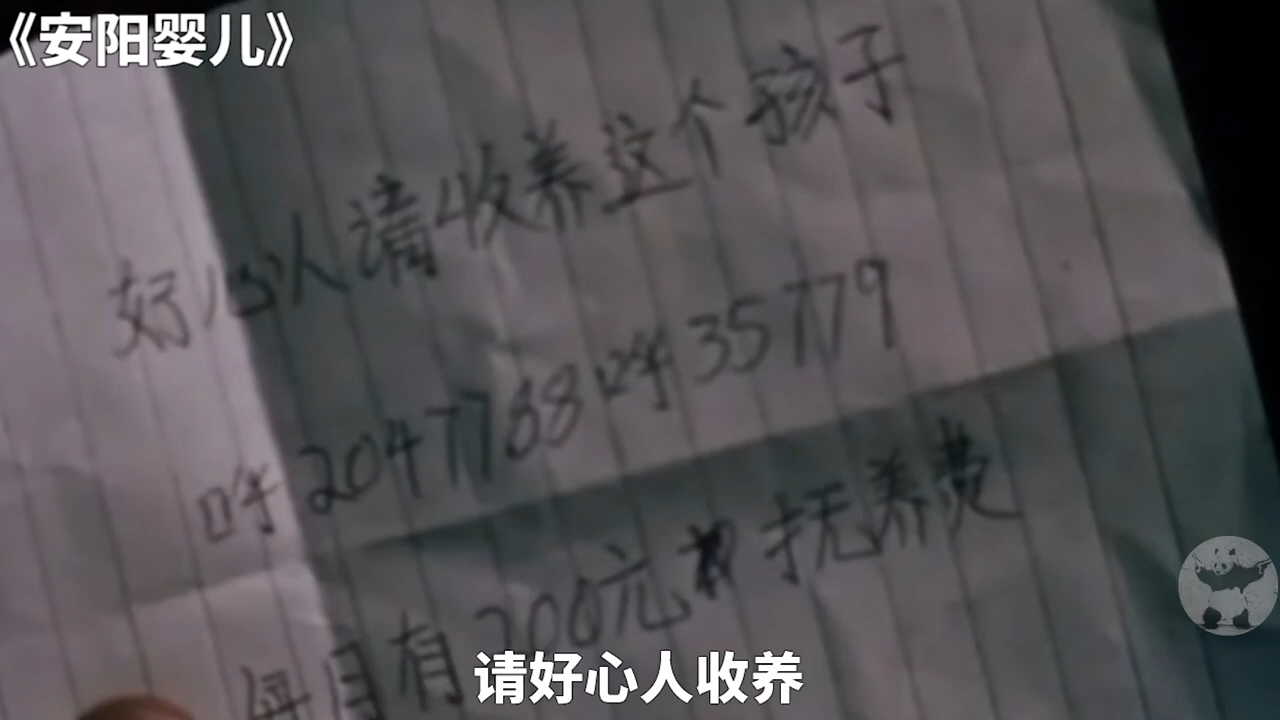 《安阳婴儿》
好心人请收养这个孩子
呼2047768呼35779
每月有200元抚养费
请好心人收养